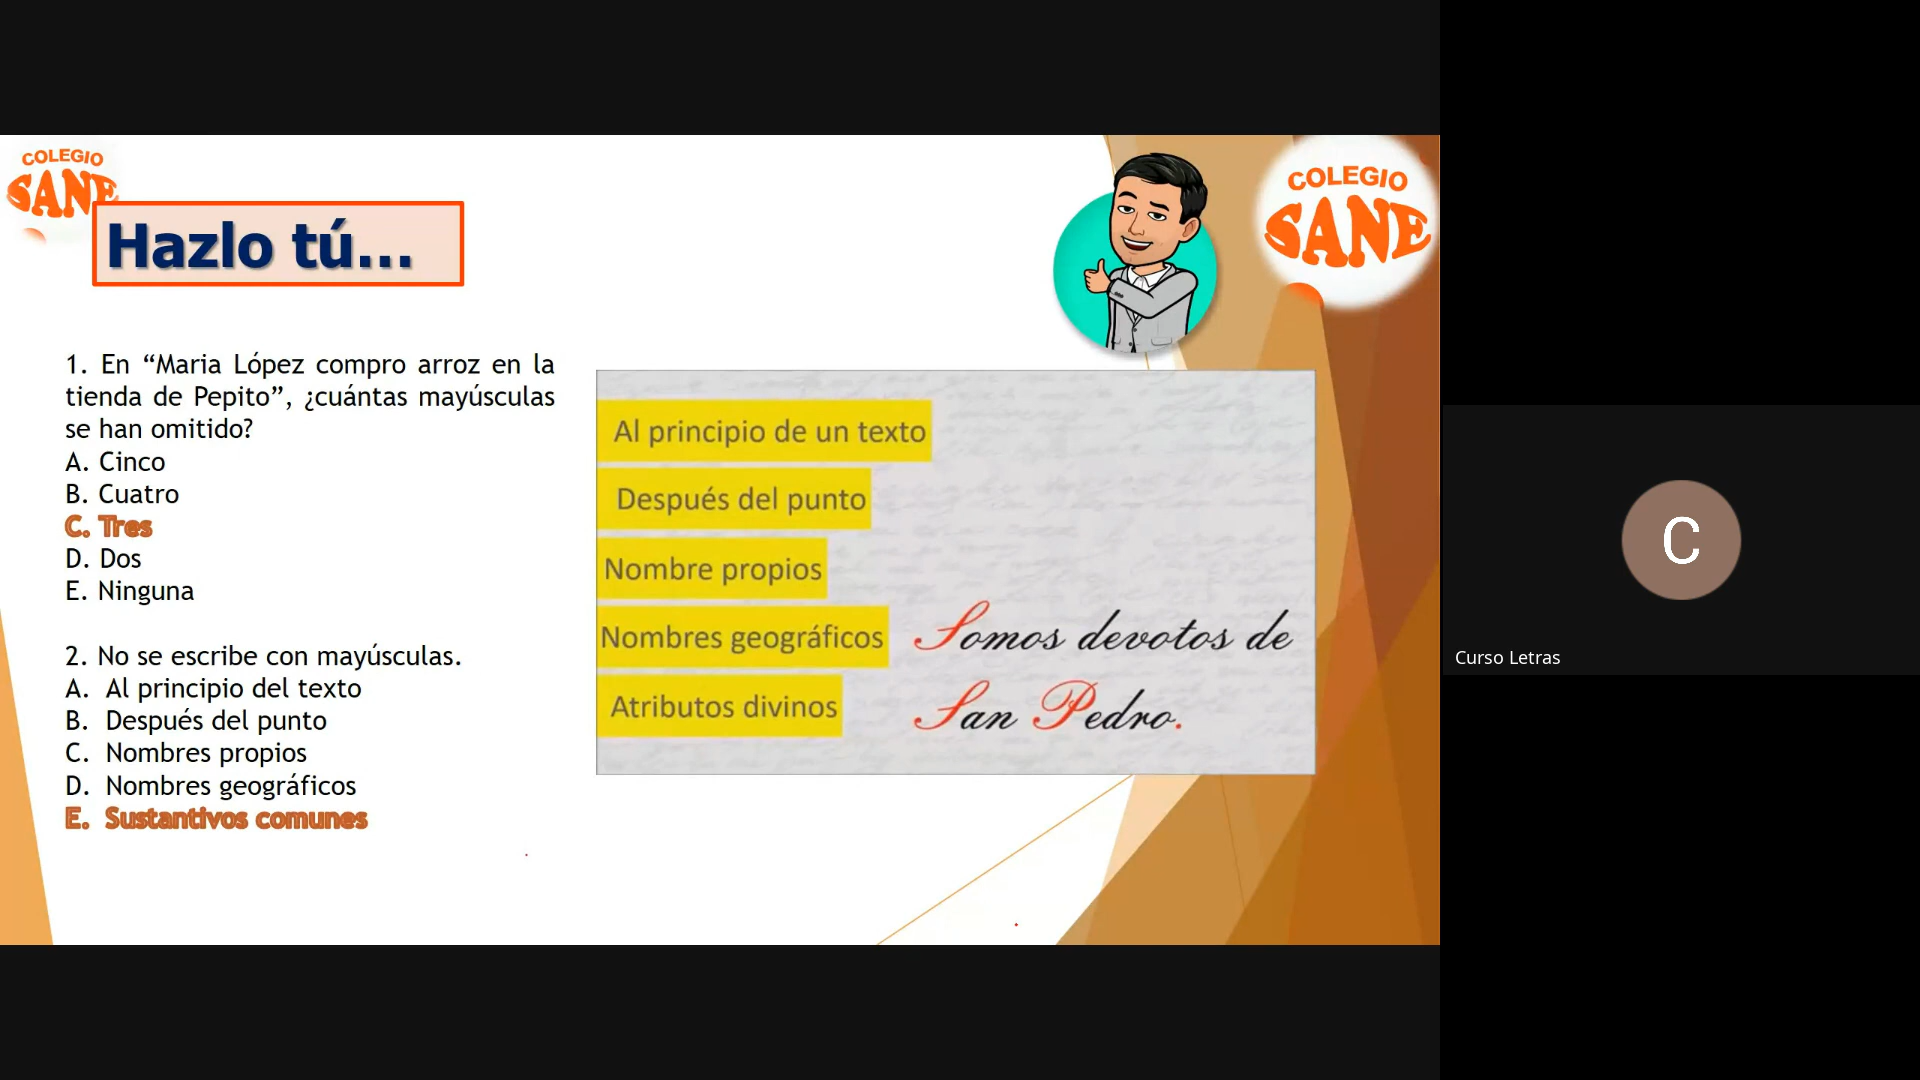 COLEGIO
SANE
Hazlo tú...
COLEGIO
SANE
1. En “Maria López compro arroz en la
tienda de Pepito”, ¿cuántas mayúsculas
se han omitido?
A. Cinco
B. Cuatro
C. Tres
D. Dos
E. Ninguna
2. No se escribe con mayúsculas.
A. Al principio del texto
B. Después del punto
C. Nombres propios
D. Nombres geográficos
E. Sustantivos comunes
Al principio de un texto
Después del punto
Nombre propios
Nombres geográficos
Atributos divinos
Somos devotos de
San Pedro.
C
Curso Letras